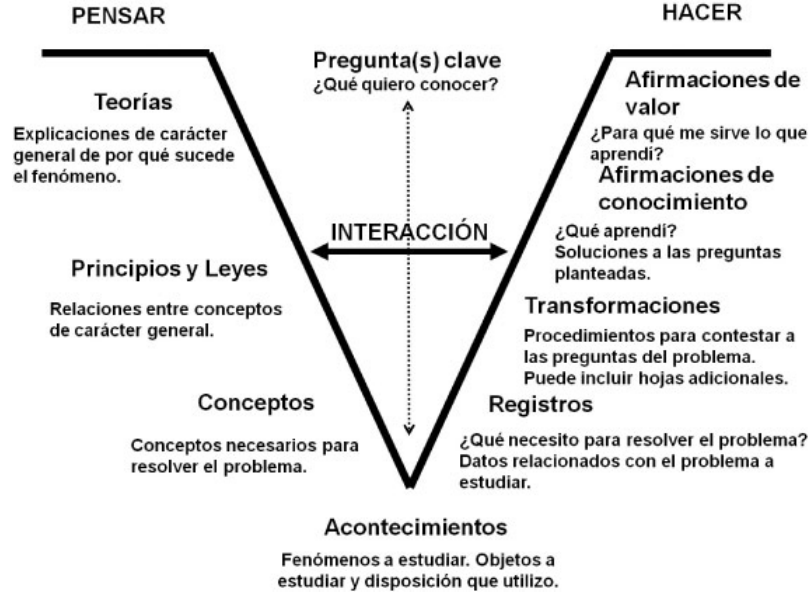 PENSAR
HACER
Pregunta(s) clave
¿Qué quiero conocer?
Teorías
Explicaciones de carácter
general de por qué sucede
el fenómeno.
Afirmaciones de
valor
¿Para qué me sirve lo que
aprendí?
Afirmaciones de
conocimiento
¿Qué aprendí?
Soluciones a las preguntas
planteadas.
INTERACCIÓN
Principios y Leyes
Relaciones entre conceptos
de carácter general.
Transformaciones
Procedimientos para contestar a
las preguntas del problema.
Puede incluir hojas adicionales.
Conceptos
Conceptos necesarios para
resolver el problema.
Registros
¿Qué necesito para resolver el problema?
Datos relacionados con el problema a
estudiar.
Acontecimientos
Fenómenos a estudiar. Objetos a
estudiar y disposición que utilizo.